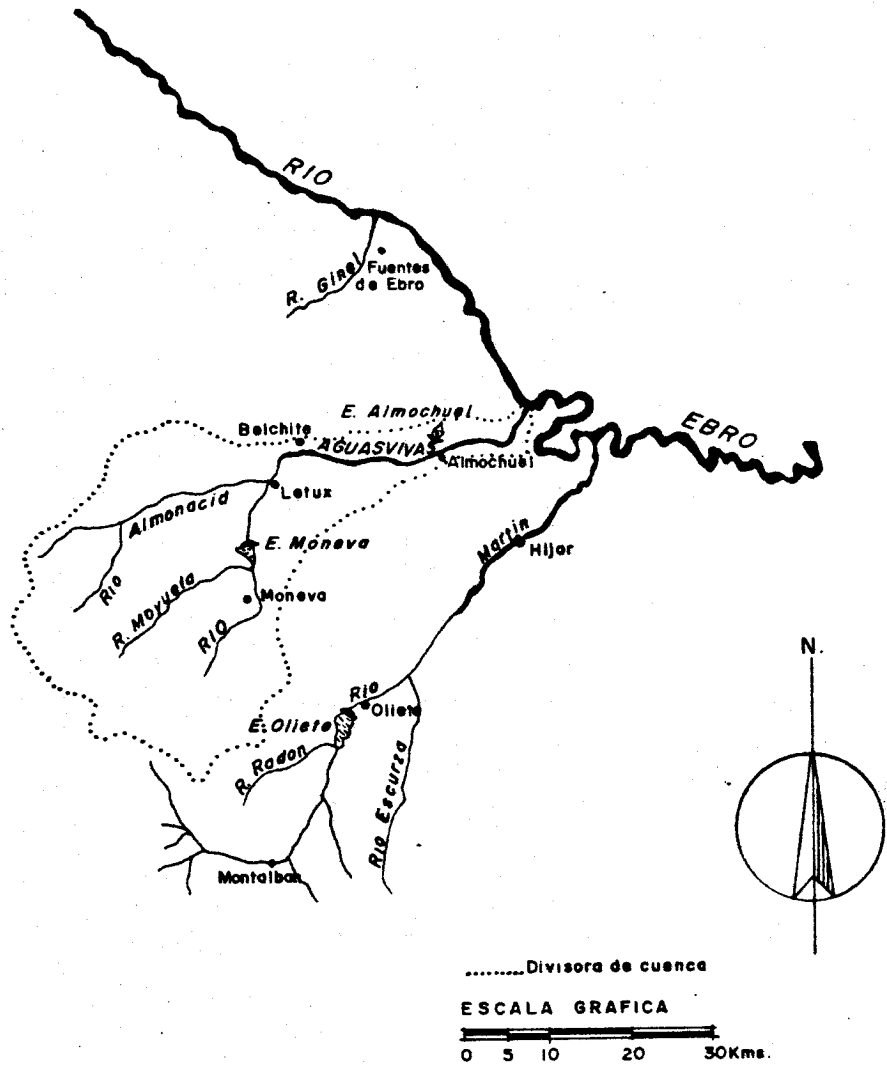 RIO
R. Ginel
Fuentes
de Ebro
E. Almochuel
Belchite
AGUASVIVAS
Almochuel
EBRO
Letux
Almonacid
RIO
E. Moneva
Martin
Hijar
R. Moyuela
Moneva
RIO
N.
Rio
Oliete
E. Oliete
R. Radon
RIO ESCURZA
Montalban
Divisora de cuenca
ESCALA GRAFICA
0 5 10 20 30Kms.